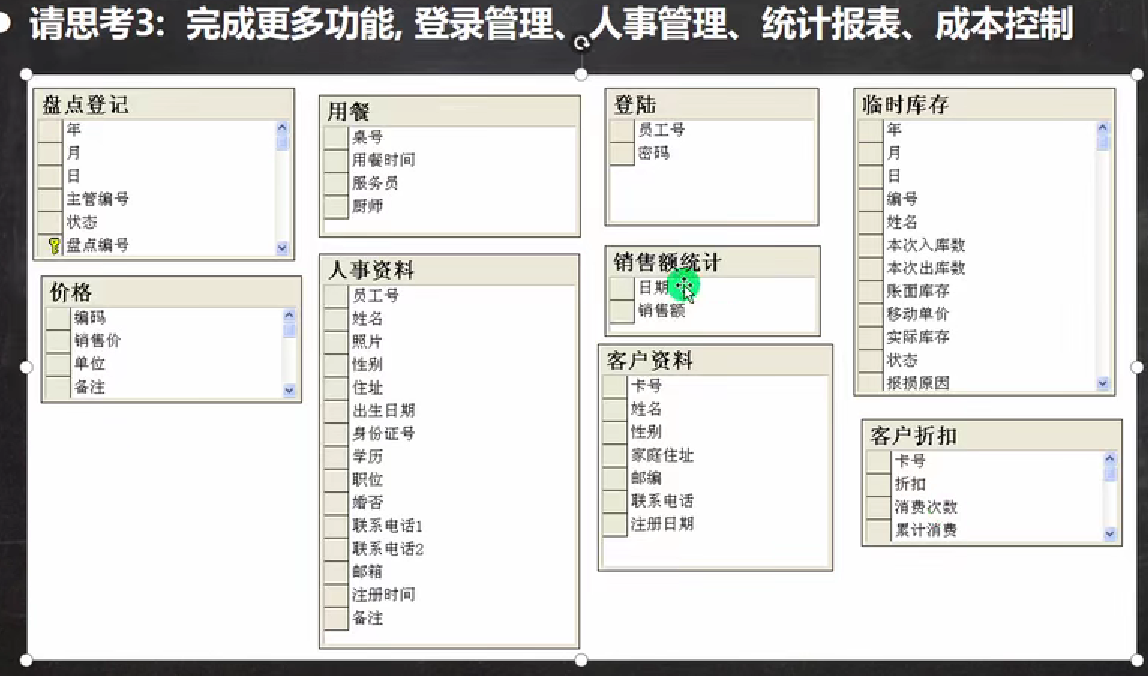 请思考3: 完成更多功能, 登录管理、人事管理、统计报表、成本控制
盘点登记
年
月
日
主管编号
状态
盘点编号
价格
编码
销售价
单位
备注
用餐
桌号
用餐时间
服务员
厨师
人事资料
员工号
姓名
照片
性别
住址
出生日期
身份证号
学历
职位
婚否
联系电话1
联系电话2
邮箱
注册时间
备注
登陆
员工号
密码
销售额统计
日期
销售额
客户资料
卡号
姓名
性别
家庭住址
邮编
联系电话
注册日期
临时库存
年
月
日
编号
姓名
本次入库数
本次出库数
账面库存
移动单价
实际库存
状态
报损原因
客户折扣
卡号
折扣
消费次数
累计消费